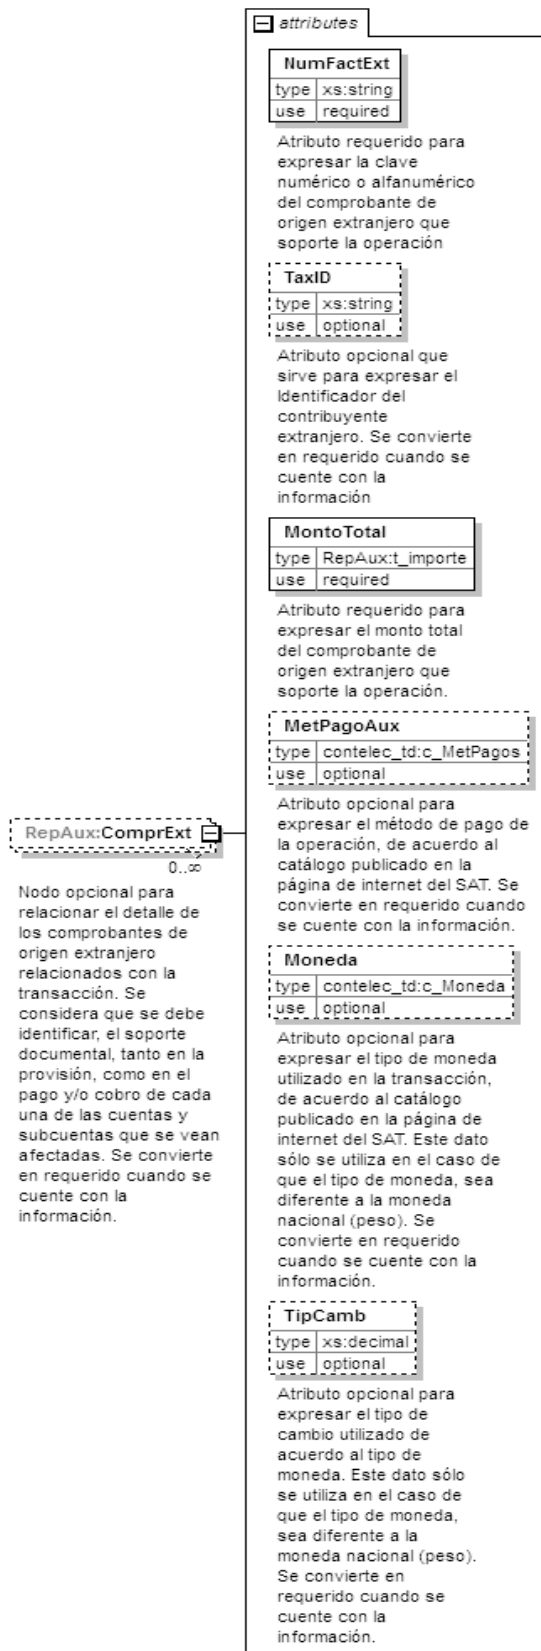 attributes
NumFactExt
type xs:string
use required
Atributo requerido para
expresar la clave
numérico o alfanumérico
del comprobante de
origen extranjero que
soporte la operación
TaxID
type xs:string
use optional
Atributo opcional que
sirve para expresar el
Identificador del
contribuyente
extranjero. Se convierte
en requerido cuando se
cuente con la
información
MontoTotal
type RepAux:t_importe
use required
Atributo requerido para
expresar el monto total
del comprobante de
origen extranjero que
soporte la operación.
MetPagoAux
type contelec_td:c_MetPagos
use optional
Atributo opcional para
expresar el método de pago de
la operación, de acuerdo al
catálogo publicado en la
página de internet del SAT. Se
convierte en requerido cuando
se cuente con la información.
RepAux:ComprExt
0..∞
Nodo opcional para
relacionar el detalle de
los comprobantes de
origen extranjero
relacionados con la
transacción. Se
considera que se debe
identificar, el soporte
documental, tanto en la
provisión, como en el
pago y/o cobro de cada
una de las cuentas y
subcuentas que se vean
afectadas. Se convierte
en requerido cuando se
cuente con la
información.
Moneda
type contelec_td:c_Moneda
use optional
Atributo opcional para
expresar el tipo de moneda
utilizado en la transacción,
de acuerdo al catálogo
publicado en la página de
internet del SAT. Este dato
sólo se utiliza en el caso de
que el tipo de moneda, sea
diferente a la moneda
nacional (peso). Se
convierte en requerido
cuando se cuente con la
información.
TipCamb
type xs:decimal
use optional
Atributo opcional para
expresar el tipo de
cambio utilizado de
acuerdo al tipo de
moneda. Este dato sólo
se utiliza en el caso de
que el tipo de moneda,
sea diferente a la
moneda nacional (peso).
Se convierte en
requerido cuando se
cuente con la
información.